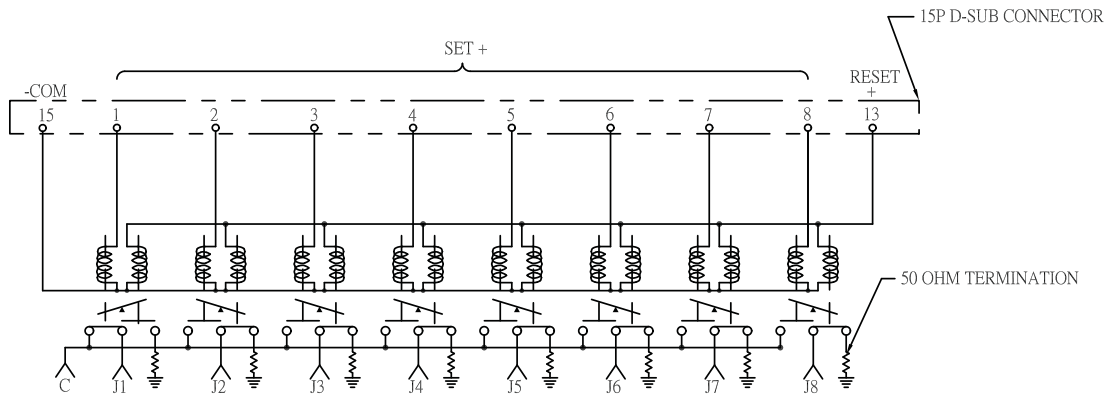 15P D-SUB CONNECTOR
SET +
-COM
RESET
+
15 1 2 3 4 5 6 7 8 13
50 OHM TERMINATION
C J1 J2 J3 J4 J5 J6 J7 J8